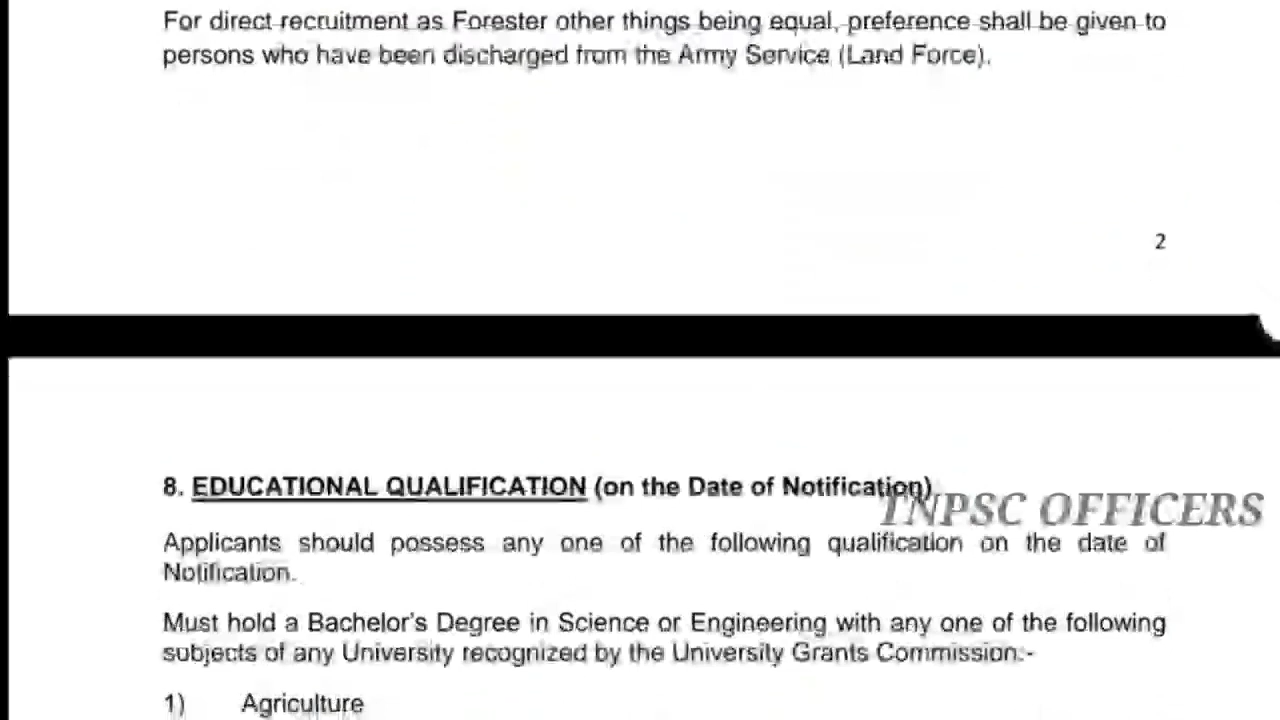 For direct recruitment as Forester other things being equal, preference shall be given to
persons who have been discharged from the Army Service (Land Force).
2
8. EDUCATIONAL QUALIFICATION (on the Date of Notification)
TNPSC OFFICERS
Applicants should possess any one of the following qualification on the date of
Notification.
Must hold a Bachelor's Degree in Science or Engineering with any one of the following
subjects of any University recognized by the University Grants Commission:-
1) Agriculture